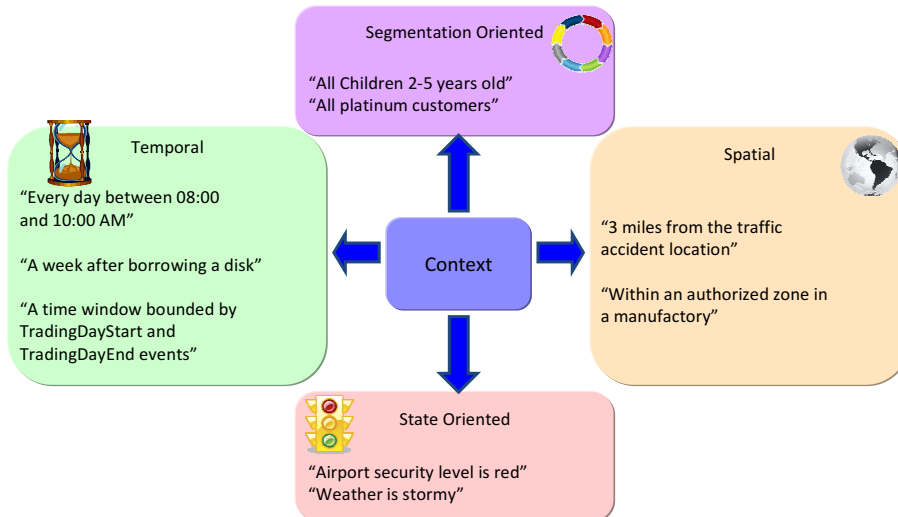 Segmentation Oriented
“All Children 2-5 years old”
“All platinum customers”
Temporal
“Every day between 08:00
and 10:00 AM”
“A week after borrowing a disk”
“A time window bounded by
TradingDayStart and
TradingDayEnd events”
Context
Spatial
“3 miles from the traffic
accident location”
“Within an authorized zone in
a manufactory”
State Oriented
“Airport security level is red”
“Weather is stormy”